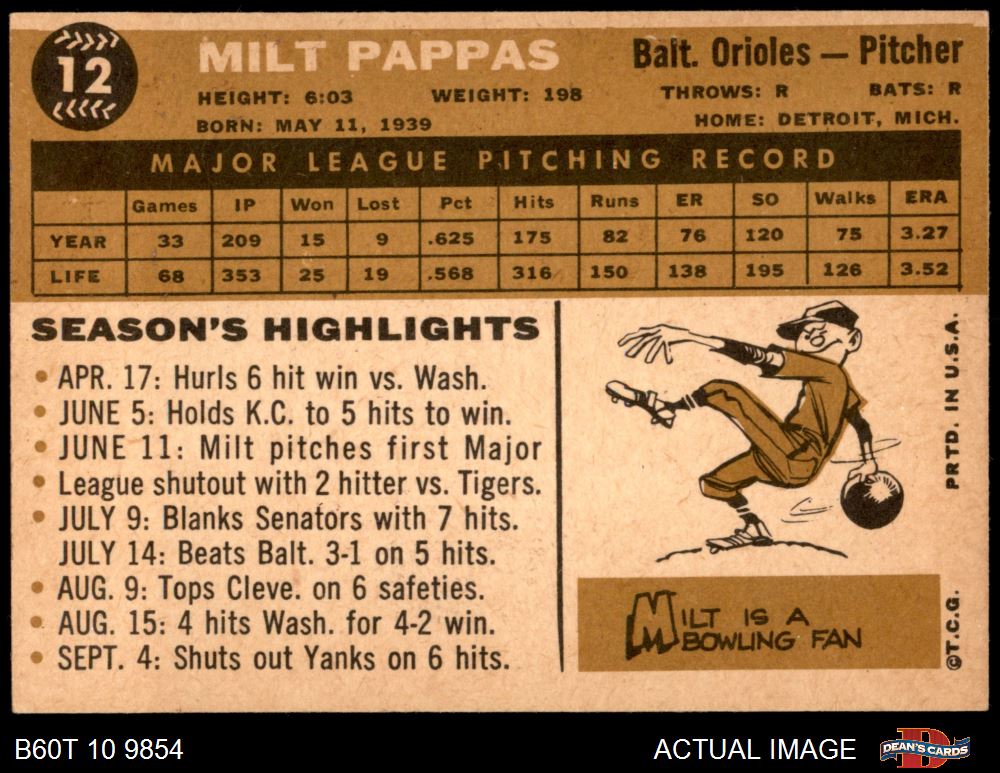 12
MILT PAPPAS
Balt. Orioles — Pitcher
HEIGHT: 6:03 WEIGHT: 198 THROWS: R BATS: R
BORN: MAY 11, 1939 HOME: DETROIT, MICH.
MAJOR LEAGUE PITCHING RECORD
Games IP Won Lost Pct Hits Runs ER SO Walks ERA
YEAR 33 209 15 9 .625 175 82 76 120 75 3.27
LIFE 68 353 25 19 .568 316 150 138 195 126 3.52
SEASON'S HIGHLIGHTS
• APR. 17: Hurls 6 hit win vs. Wash.
• JUNE 5: Holds K.C. to 5 hits to win.
• JUNE 11: Milt pitches first Major
• League shutout with 2 hitter vs. Tigers.
• JULY 9: Blanks Senators with 7 hits.
JULY 14: Beats Balt. 3-1 on 5 hits.
• AUG. 9: Tops Cleve. on 6 safeties.
• AUG. 15: 4 hits Wash. for 4-2 win.
• SEPT. 4: Shuts out Yanks on 6 hits.
MILT IS A
BOWLING FAN
PRTD. IN U.S.A.
©T.C.G.
B60T 10 9854
ACTUAL IMAGE
DEAN'S CARDS